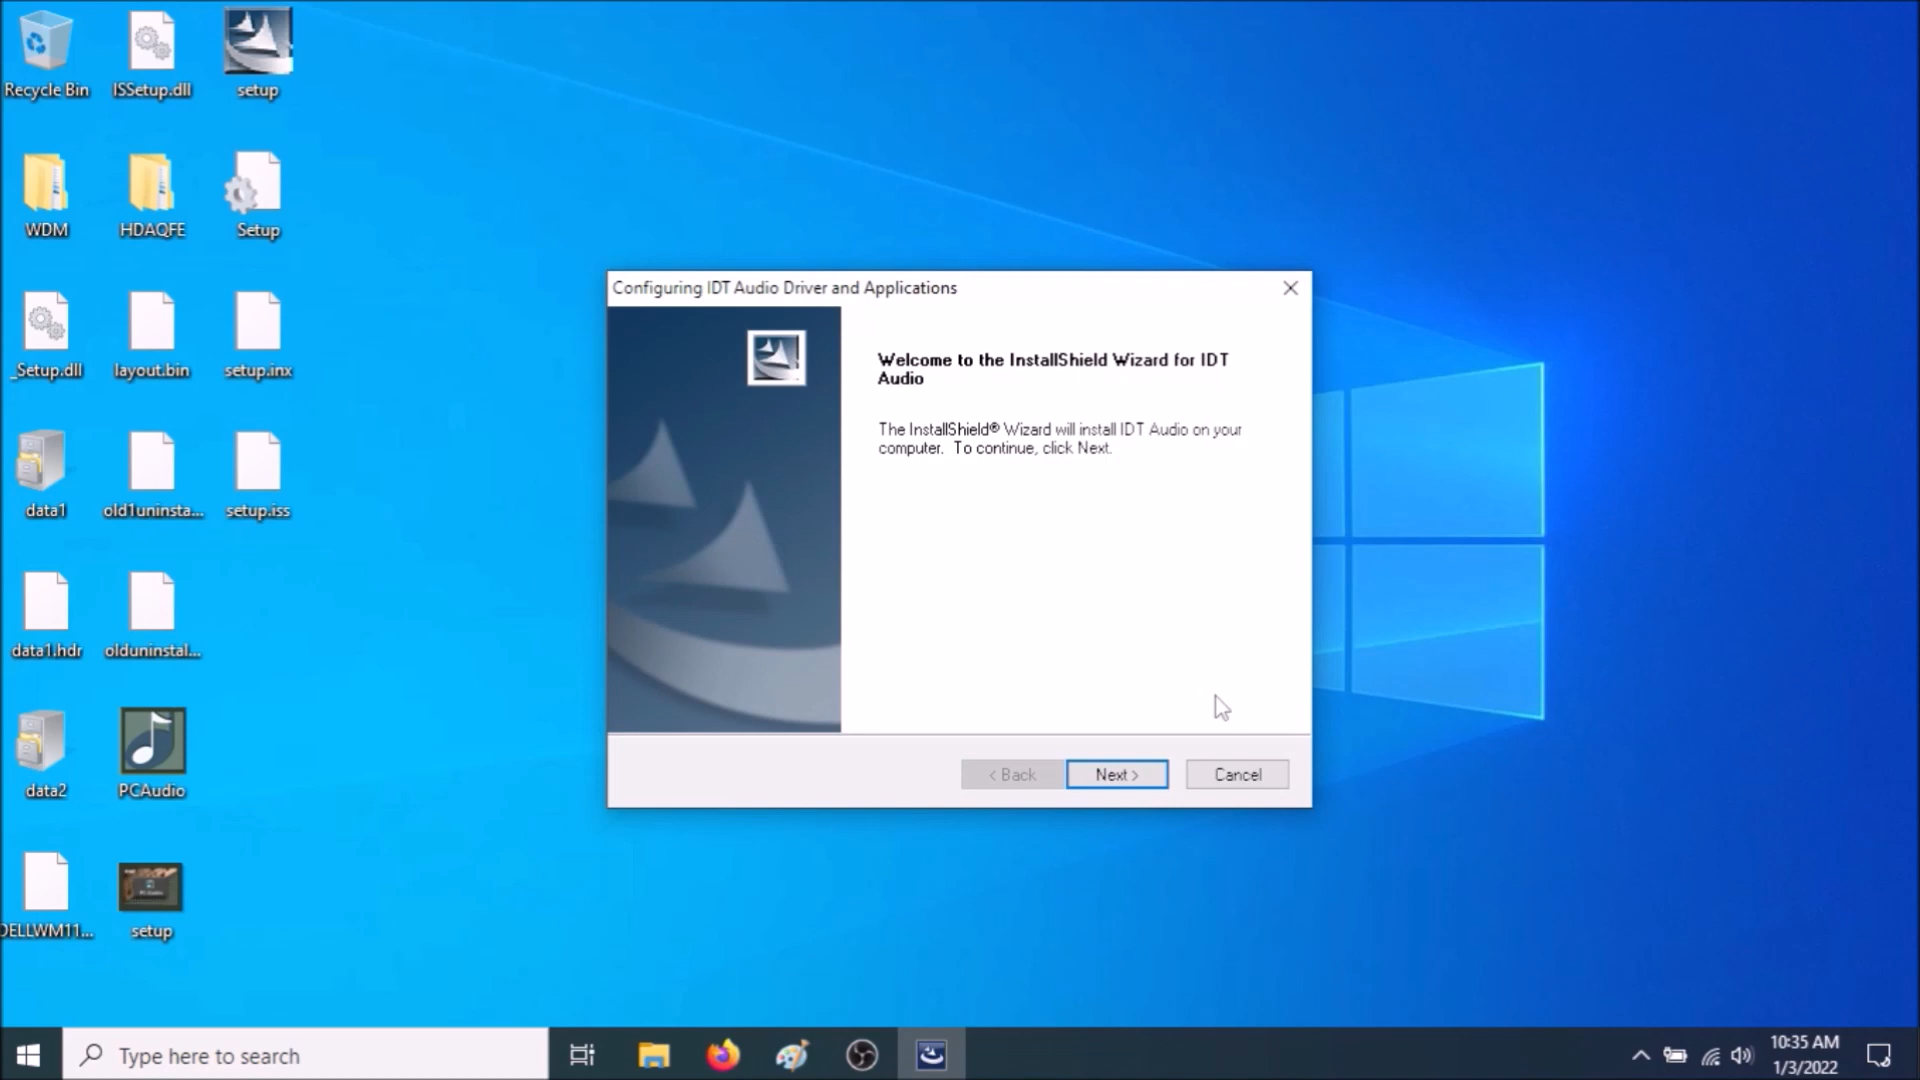 Recycle Bin
ISSetup.dll
setup
WDM
HDAQFE
Setup
_Setup.dll
layout.bin
setup.inx
data1
old1uninsta...
setup.iss
data1.hdr
olduninstal...
data2
PCAudio
DELLWM11...
setup
Configuring IDT Audio Driver and Applications
Welcome to the InstallShield Wizard for IDT
Audio
The InstallShield® Wizard will install IDT Audio on your
computer. To continue, click Next.
< Back
Next >
Cancel
Type here to search
10:35 AM
1/3/2022